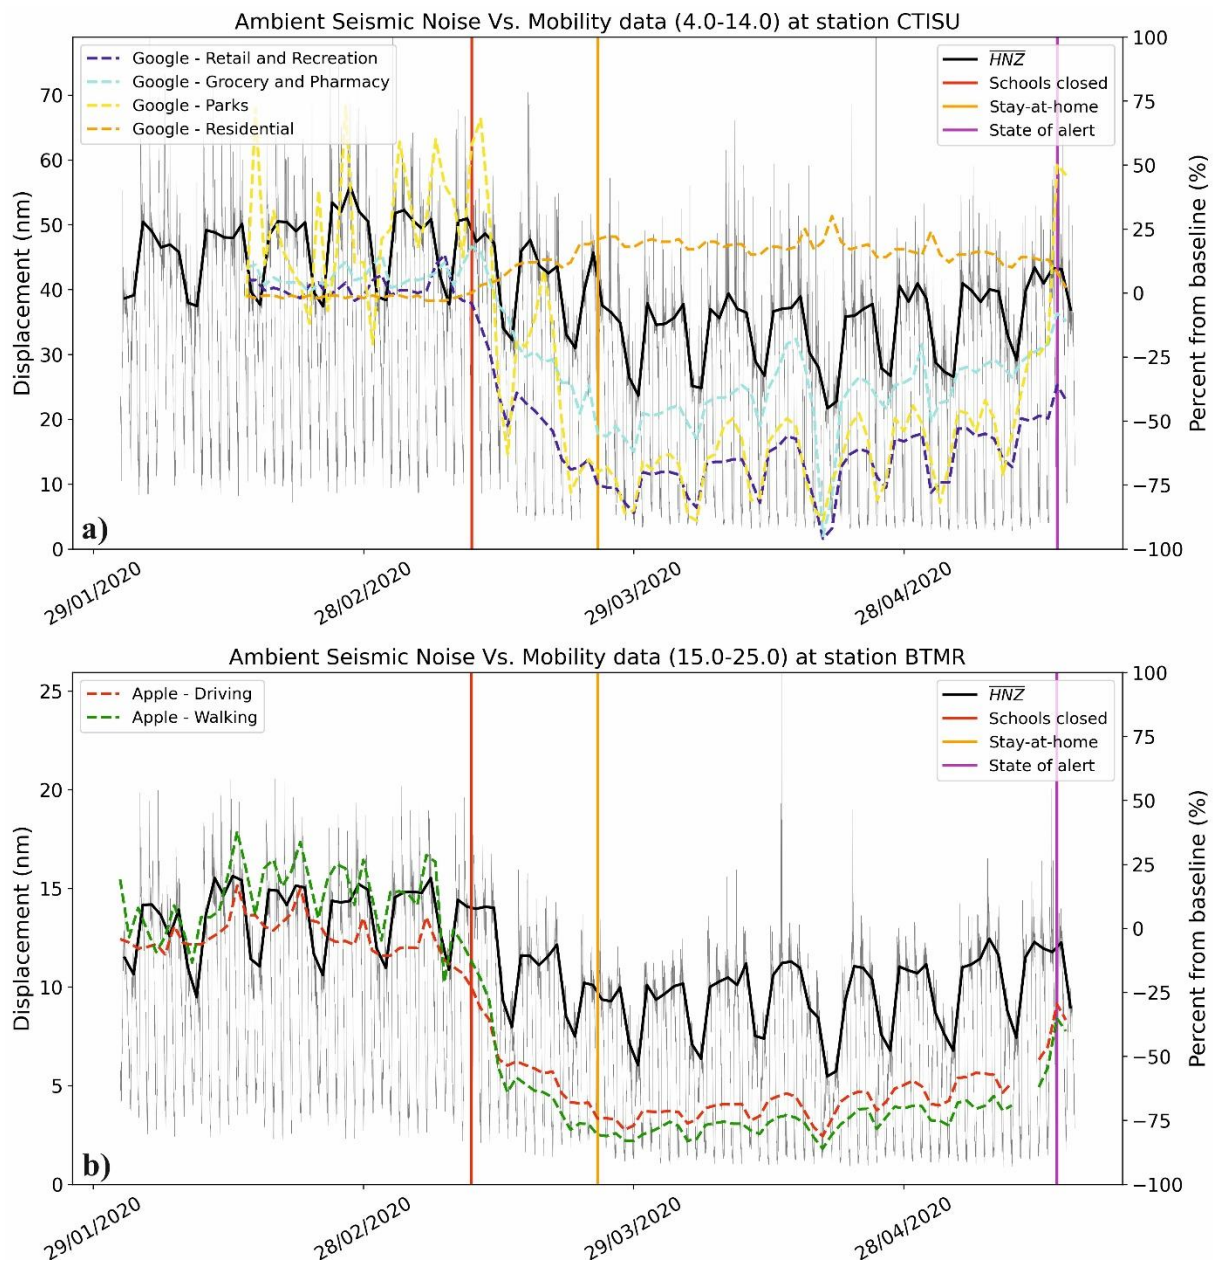 Ambient Seismic Noise Vs. Mobility data (4.0-14.0) at station CTISU
Google - Retail and Recreation
Google - Grocery and Pharmacy
Google - Parks
Google - Residential
HNZ
Schools closed
Stay-at-home
State of alert
Displacement (nm)
70
60
50
40
30
20
10
0
100
75
50
25
0
−25
−50
−75
−100
Percent from baseline (%)
a)
29/01/2020
28/02/2020
29/03/2020
28/04/2020
Ambient Seismic Noise Vs. Mobility data (15.0-25.0) at station BTMR
Apple - Driving
Apple - Walking
HNZ
Schools closed
Stay-at-home
State of alert
Displacement (nm)
25
20
15
10
5
0
100
75
50
25
0
−25
−50
−75
−100
Percent from baseline (%)
b)
29/01/2020
28/02/2020
29/03/2020
28/04/2020